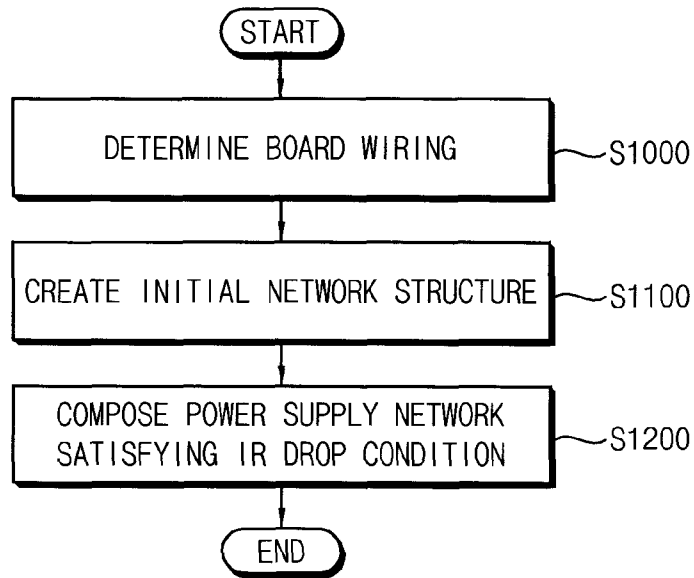 START
DETERMINE BOARD WIRING
S1000
CREATE INITIAL NETWORK STRUCTURE
S1100
COMPOSE POWER SUPPLY NETWORK
SATISFYING IR DROP CONDITION
S1200
END